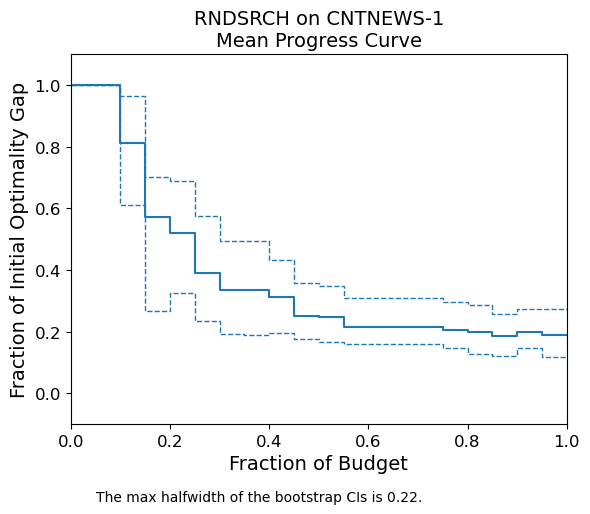 RNDSRCH on CNTNEWS-1
Mean Progress Curve
Fraction of Initial Optimality Gap
1.0
0.8
0.6
0.4
0.2
0.0
0.0 0.2 0.4 0.6 0.8 1.0
Fraction of Budget
The max halfwidth of the bootstrap CIs is 0.22.